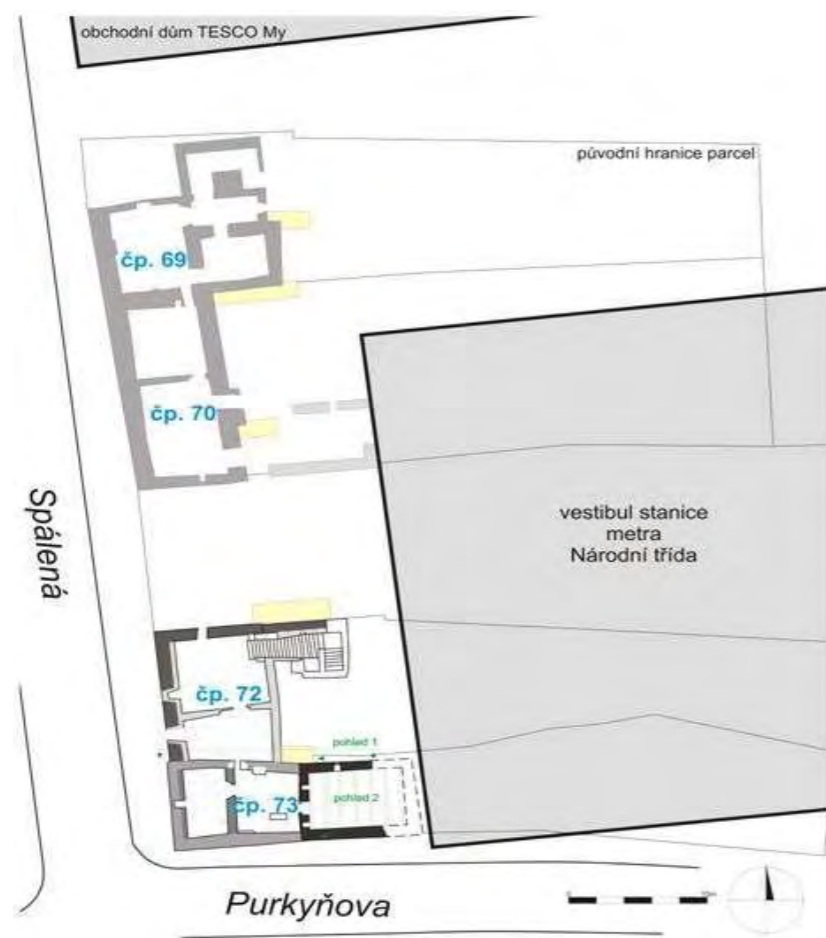 obchodní dům TESCO My
původní hranice parcel
čp. 69
čp. 70
Spálená
vestibul stanice
metra
Národní třída
čp. 72
pohled 1
pohled 2
čp. 73
Purkyňova
0